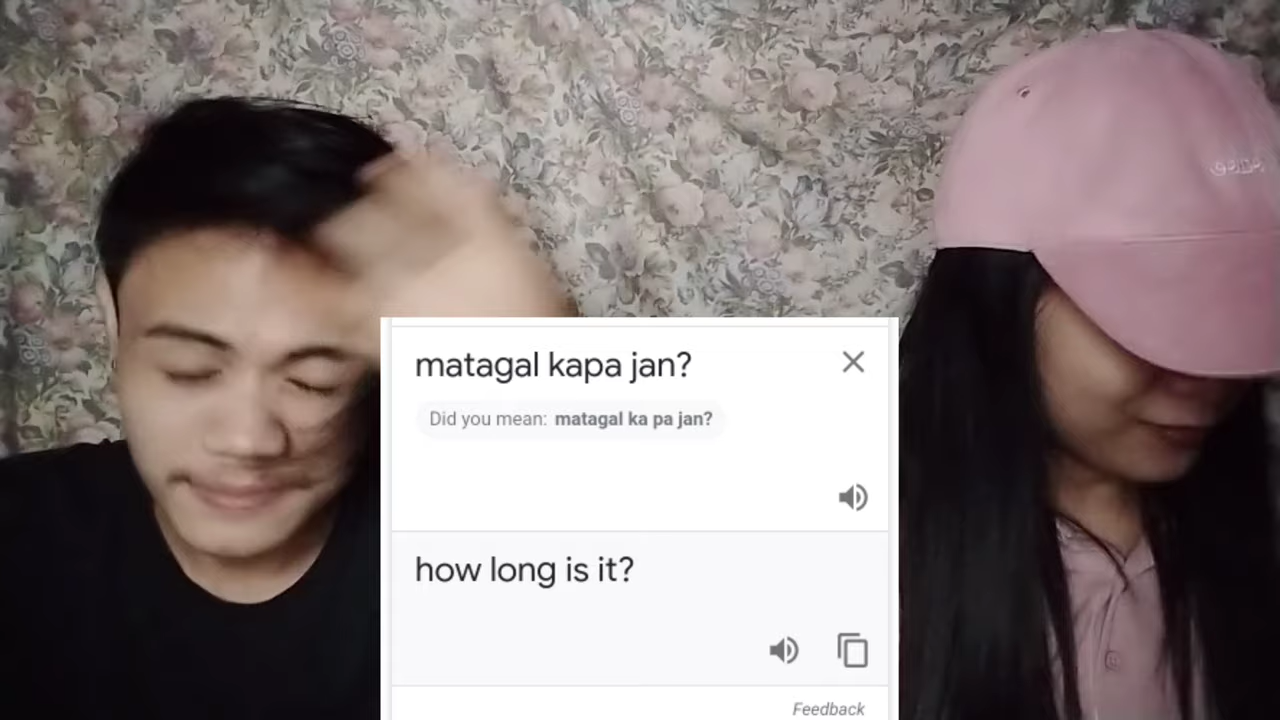 matagal kapa jan?
Did you mean: matagal ka pa jan?
how long is it?
Feedback